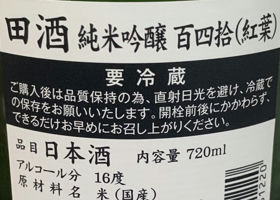 田酒 純米吟醸 百四拾(紅葉)
要冷蔵
ご購入後は品質保持の為、直射日光を避け、冷蔵で
の保存をお願いいたします。開栓前後にかかわらず、
できるだけお早めにお召し上がりください。
品目 日本酒 内容量 720ml
アルコール分 16度
原材料名 米(国産)